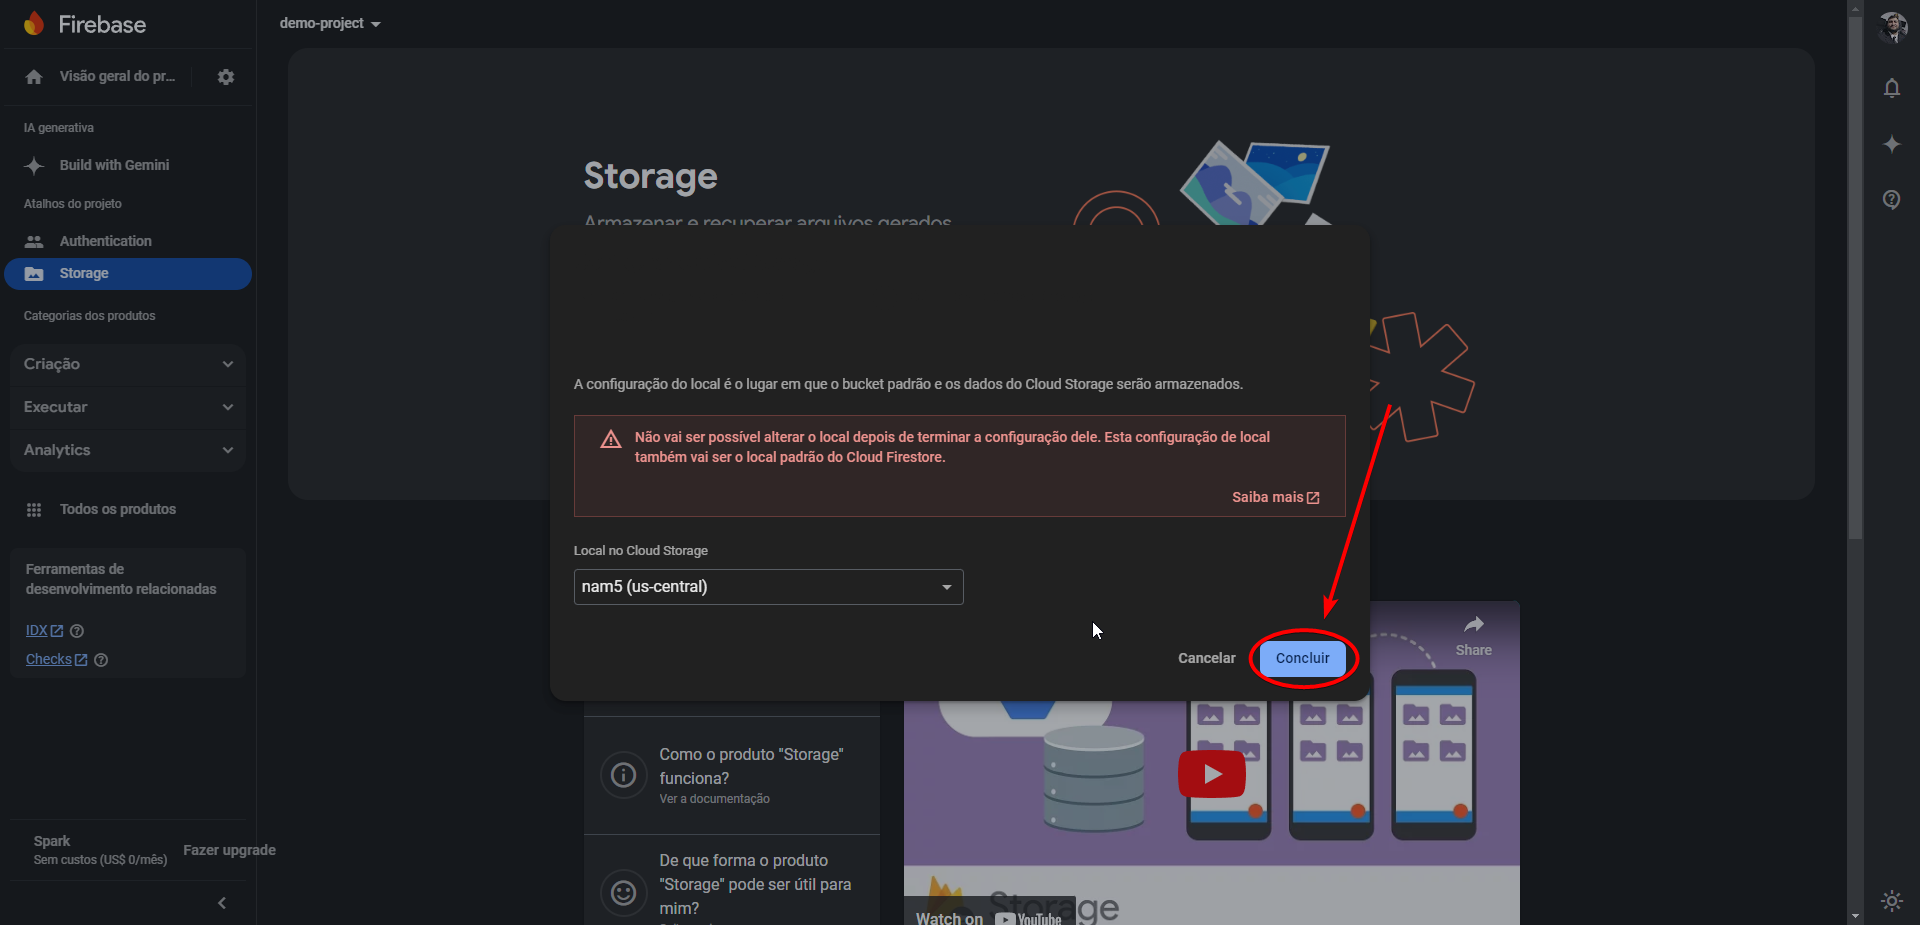 Firebase
demo-project
Visão geral do pr...
IA generativa
Build with Gemini
Atalhos do projeto
Authentication
Storage
Categorias dos produtos
Criação
Executar
Analytics
Todos os produtos
Ferramentas de
desenvolvimento relacionadas
IDX
Checks
Spark
Sem custos (US$ 0/mês)
Fazer upgrade
Storage
Armazenar e recuperar arquivos gerados
A configuração do local é o lugar em que o bucket padrão e os dados do Cloud Storage serão armazenados.
Não vai ser possível alterar o local depois de terminar a configuração dele. Esta configuração de local
também vai ser o local padrão do Cloud Firestore.
Saiba mais
Local no Cloud Storage
nam5 (us-central)
Cancelar
Concluir
Share
Como o produto "Storage"
funciona?
Ver a documentação
De que forma o produto
"Storage" pode ser útil para
mim?
Storage
Watch on YouTube